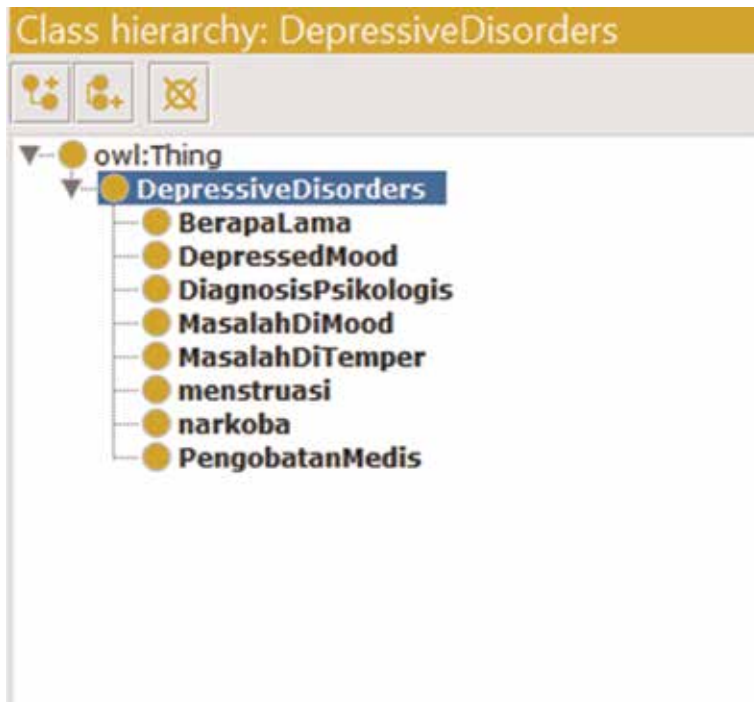 Class hierarchy: DepressiveDisorders
owl:Thing
DepressiveDisorders
BerapaLama
DepressedMood
DiagnosisPsikologis
MasalahDiMood
MasalahDiTemper
menstruasi
narkoba
PengobatanMedis